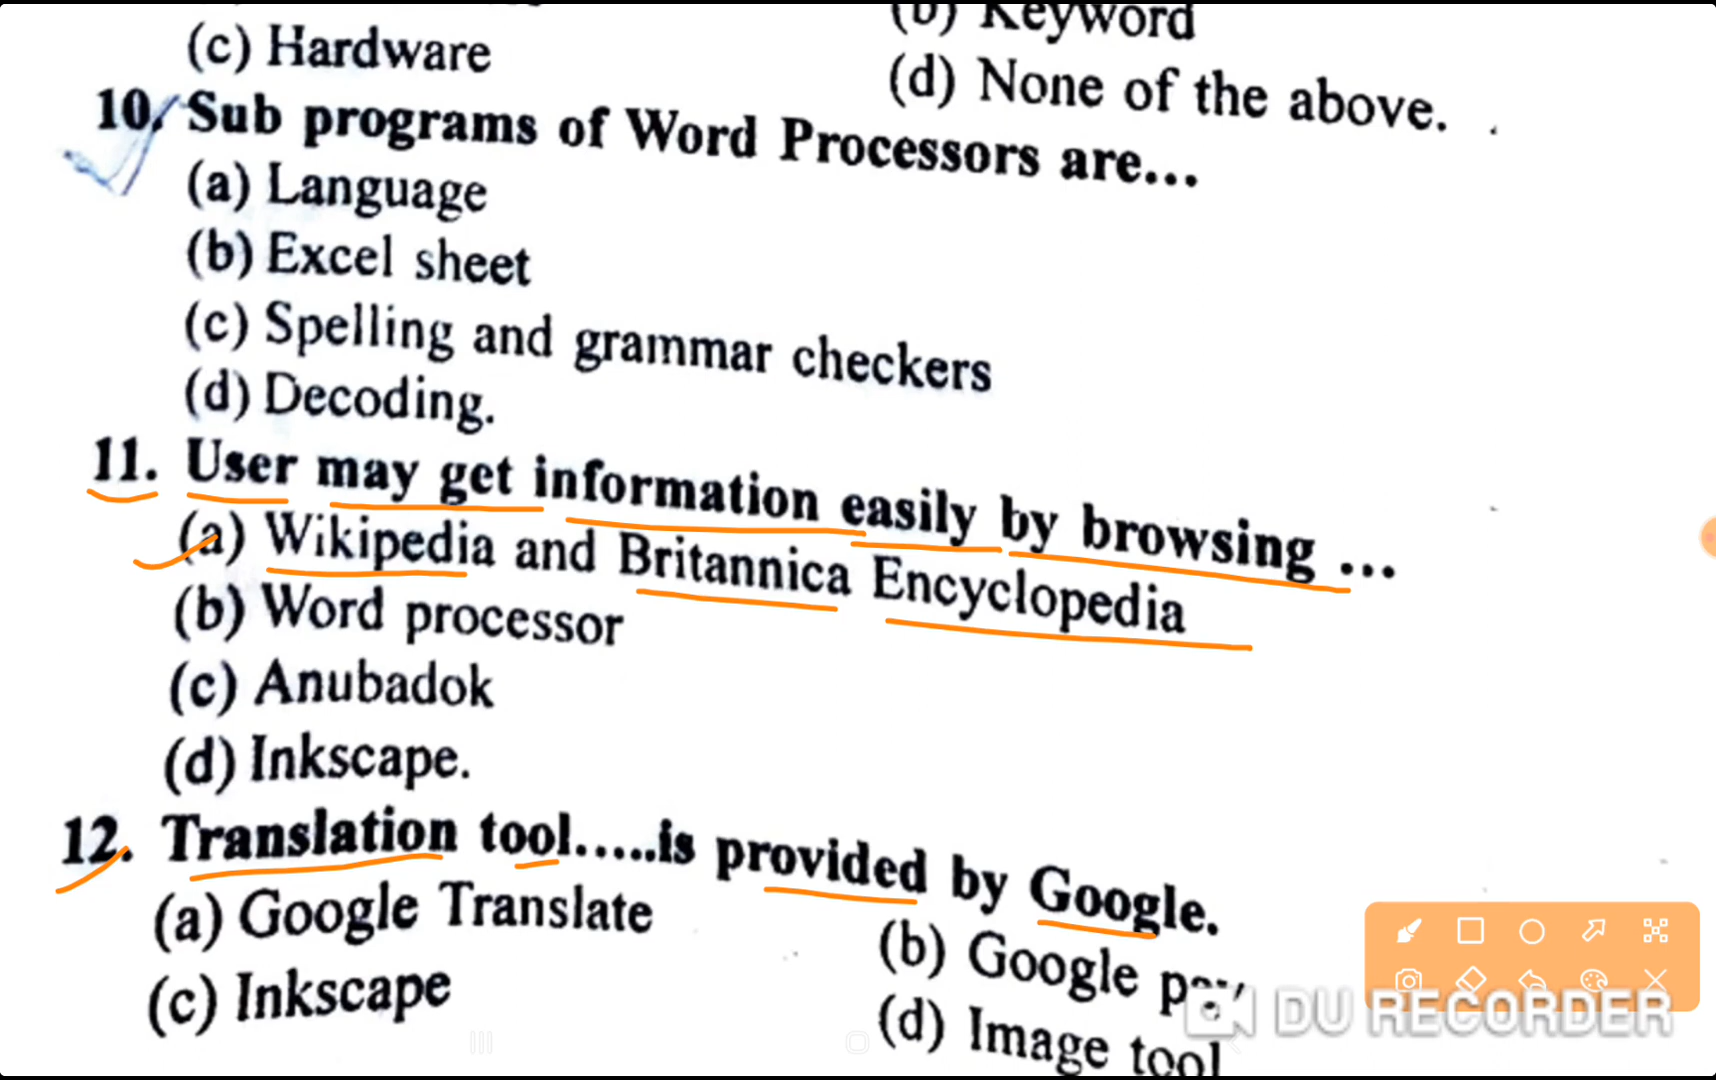 (b) Keyword
(c) Hardware
(d) None of the above.
10. Sub programs of Word Processors are...
(a) Language
(b) Excel sheet
(c) Spelling and grammar checkers
(d) Decoding.
11. User may get information easily by browsing ...
(a) Wikipedia and Britannica Encyclopedia
(b) Word processor
(c) Anubadok
(d) Inkscape.
12. Translation tool.....is provided by Google.
(a) Google Translate
(b) Google pay
(c) Inkscape
(d) Image tool
DU RECORDER